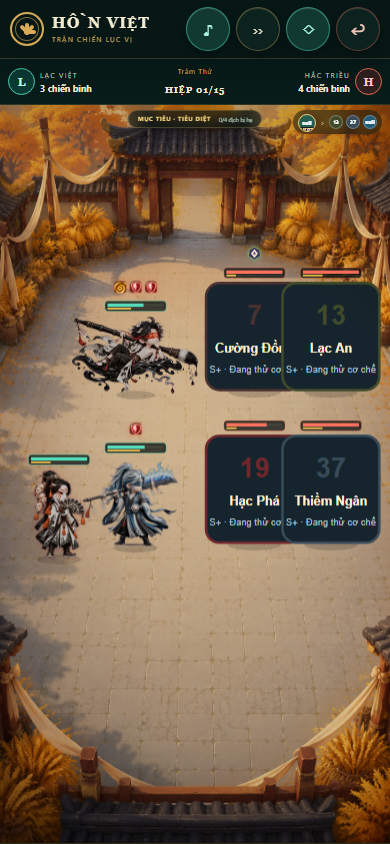 HỒN VIỆT
TRẬN CHIẾN LỤC VỊ
L
LẠC VIỆT
3 chiến binh
Trảm Thử
HIỆP 01/15
HẮC TRIỀU
4 chiến binh
H
MỤC TIÊU · TIÊU DIỆT
0/4 địch bị hạ
13
37
7
Cường Đồ
S+ · Đang thử cơ
13
Lạc An
S+ · Đang thử cơ chế
19
Hạc Phá
S+ · Đang thử cơ
37
Thiềm Ngân
S+ · Đang thử cơ chế